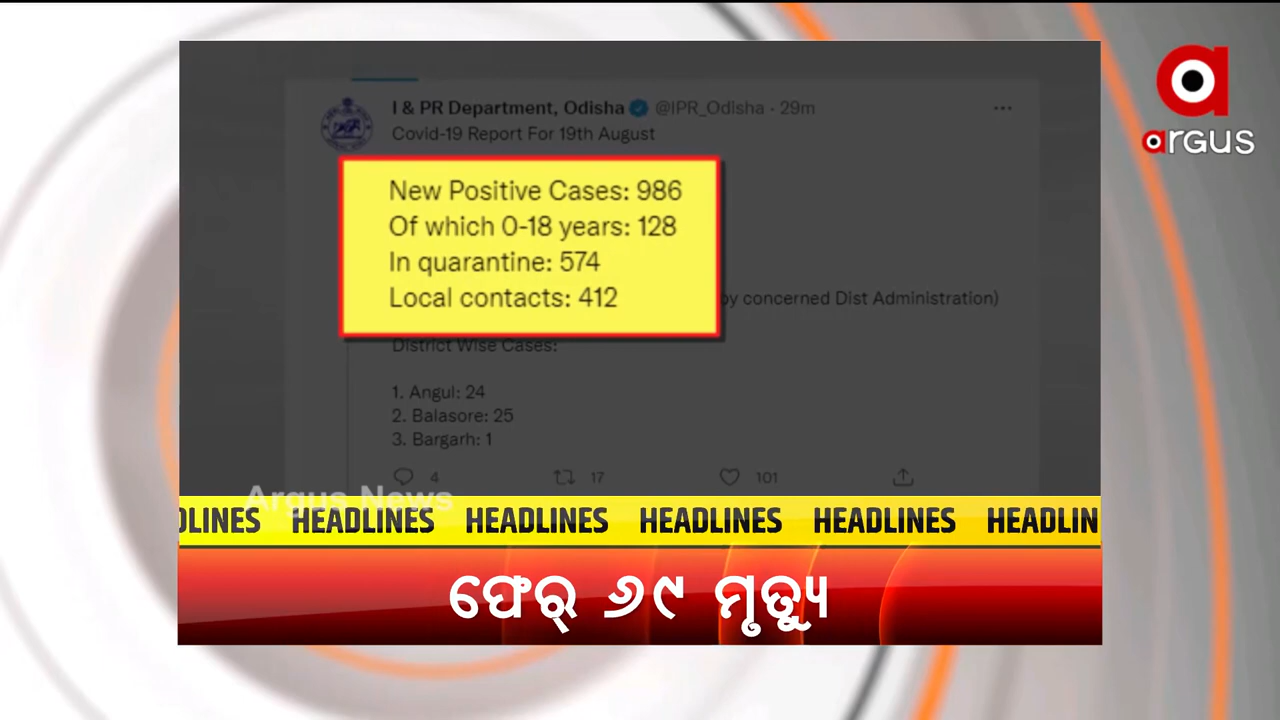 I & PR Department, Odisha @IPR_Odisha · 29m
Covid-19 Report For 19th August
New Positive Cases: 986
Of which 0-18 years: 128
In quarantine: 574
Local contacts: 412
by concerned Dist Administration)
District Wise Cases:
1. Angul: 24
2. Balasore: 25
3. Bargarh: 1
4 17 101
Argus News
HEADLINES HEADLINES HEADLINES HEADLINES
ଫେର୍ ୬୯ ମୃତ୍ୟୁ
argus